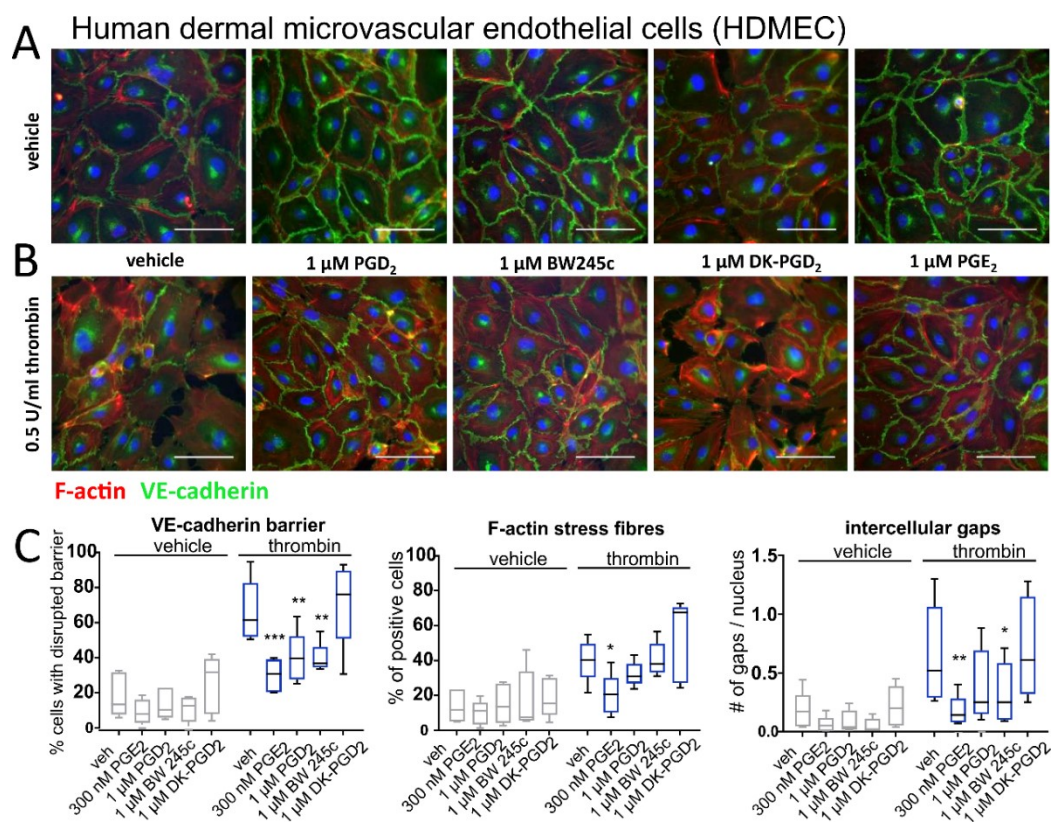 A
Human dermal microvascular endothelial cells (HDMEC)
vehicle
vehicle
1 µM PGD2
1 µM BW245c
1 µM DK-PGD2
1 µM PGE2
B
0.5 U/ml thrombin
F-actin VE-cadherin
C
VE-cadherin barrier
vehicle
thrombin
% cells with disrupted barrier
100
80
60
40
20
0
***
**
**
veh
300 nM PGE2
1 µM PGD2
1 µM BW 245c
1 µM DK-PGD2
veh
300 nM PGE2
1 µM PGD2
1 µM BW 245c
1 µM DK-PGD2
F-actin stress fibres
vehicle
thrombin
% of positive cells
100
80
60
40
20
0
*
veh
300 nM PGE2
1 µM PGD2
1 µM BW 245c
1 µM DK-PGD2
veh
300 nM PGE2
1 µM PGD2
1 µM BW 245c
1 µM DK-PGD2
intercellular gaps
vehicle
thrombin
# of gaps / nucleus
1.5
1.0
0.5
0.0
**
*
veh
300 nM PGE2
1 µM PGD2
1 µM BW 245c
1 µM DK-PGD2
veh
300 nM PGE2
1 µM PGD2
1 µM BW 245c
1 µM DK-PGD2